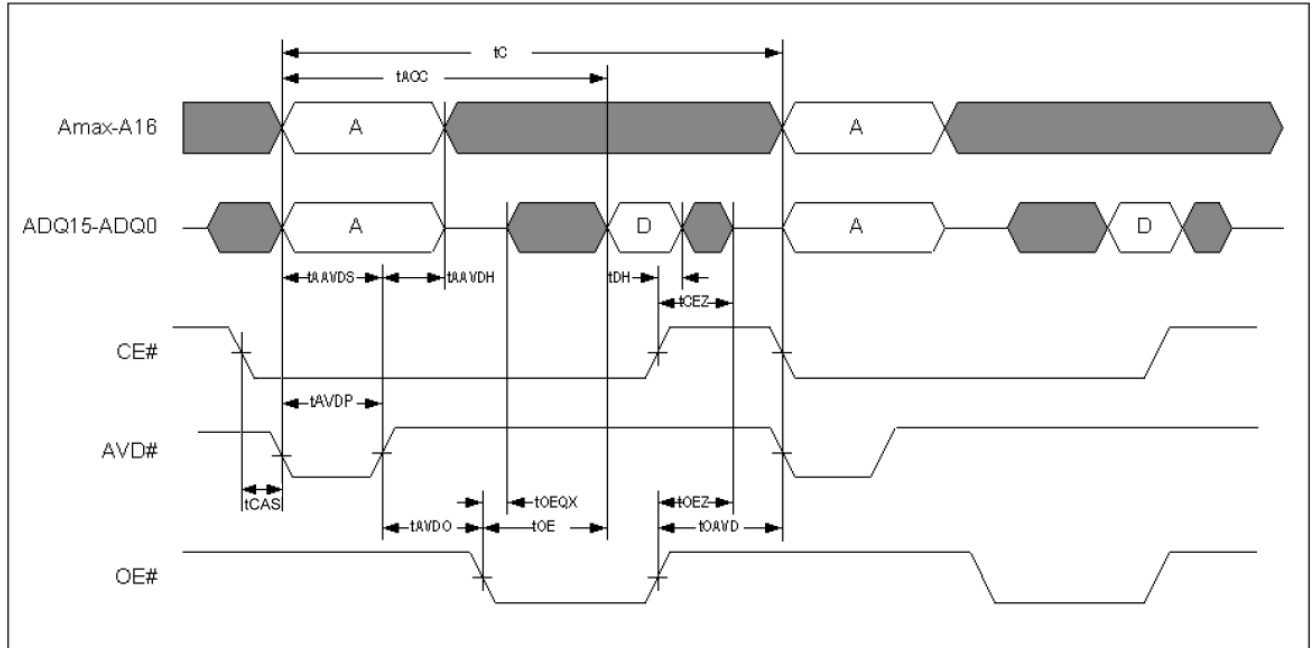 tC
tACC
Amax-A16
A
A
ADQ15-ADQ0
A
D
A
D
tAAVDS
tAAVDH
tDH
tCEZ
CE#
tAVDP
AVD#
tCAS
tOEQX
tOEZ
tAVDO
tOE
tOAVD
OE#